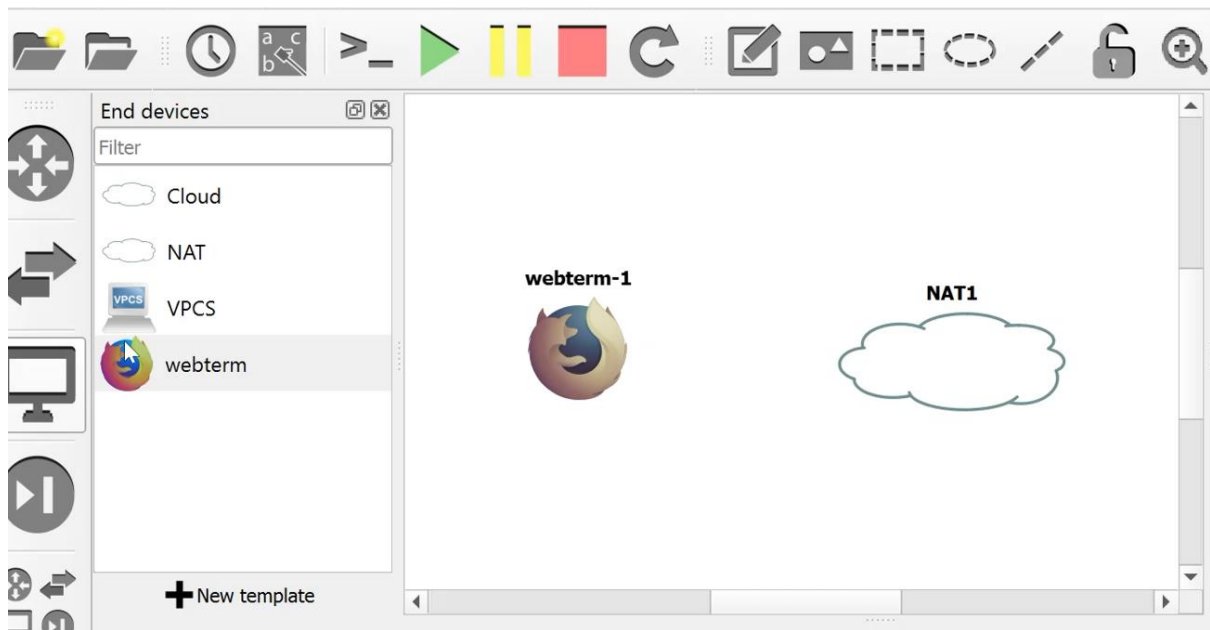 a c
b
End devices
Filter
Cloud
NAT
VPCS
VPCS
webterm
New template
webterm-1
NAT1